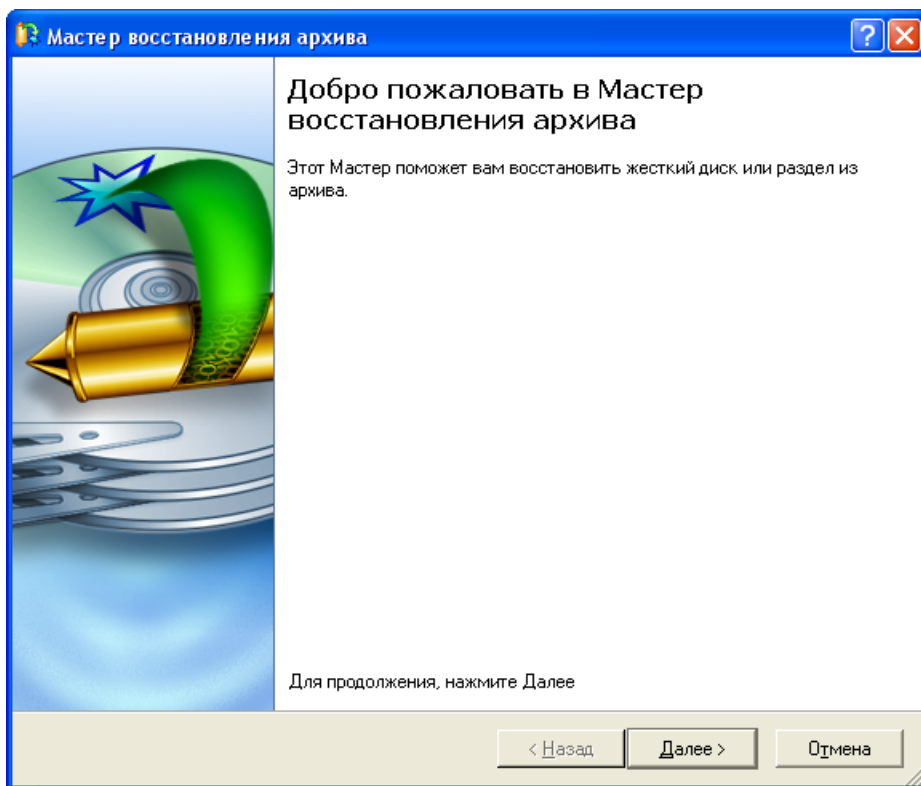 Мастер восстановления архива
Добро пожаловать в Мастер
восстановления архива
Этот Мастер поможет вам восстановить жесткий диск или раздел из
архива.
Для продолжения, нажмите Далее
< Назад Далее > Отмена